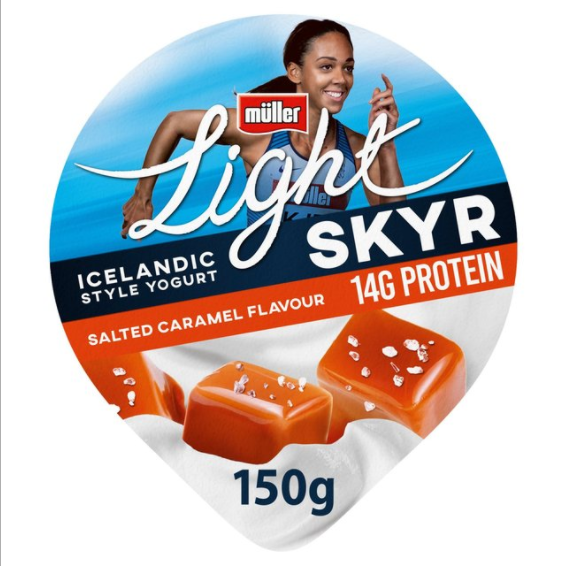 müller
Light
SKYR
ICELANDIC
STYLE YOGURT
14G PROTEIN
SALTED CARAMEL FLAVOUR
150g